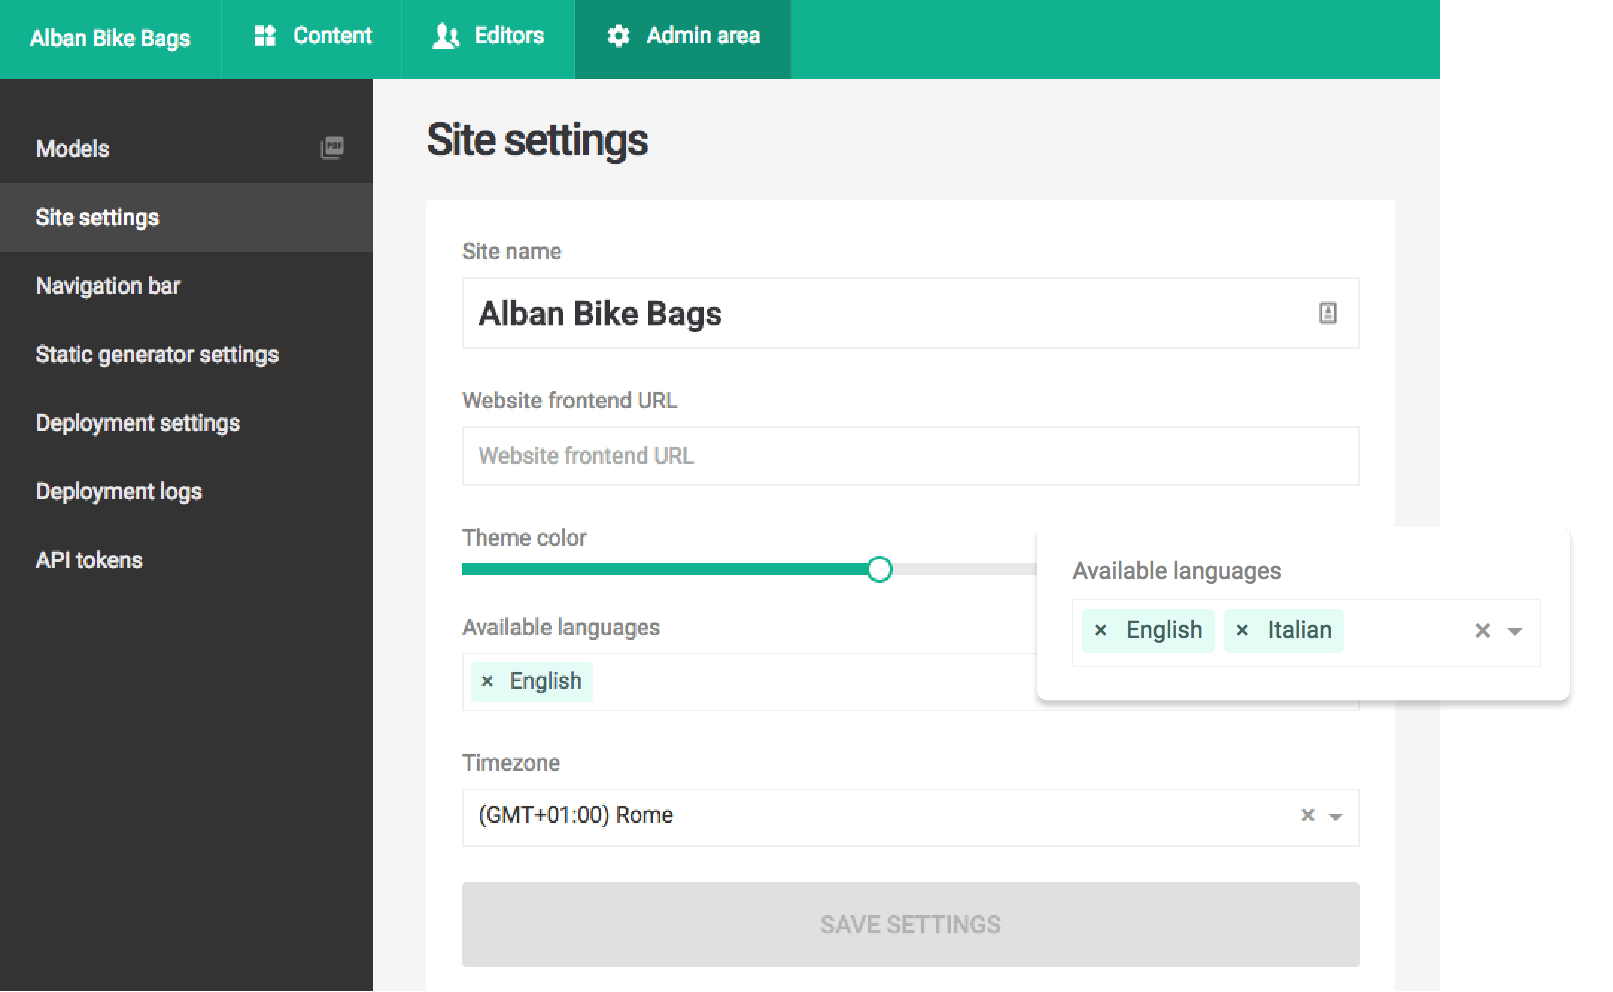 Alban Bike Bags
Content
Editors
Admin area
Models
PDF
Site settings
Navigation bar
Static generator settings
Deployment settings
Deployment logs
API tokens
Site settings
Site name
Alban Bike Bags
Website frontend URL
Website frontend URL
Theme color
Available languages
× English
Available languages
× English × Italian ×
Timezone
(GMT+01:00) Rome ×
SAVE SETTINGS